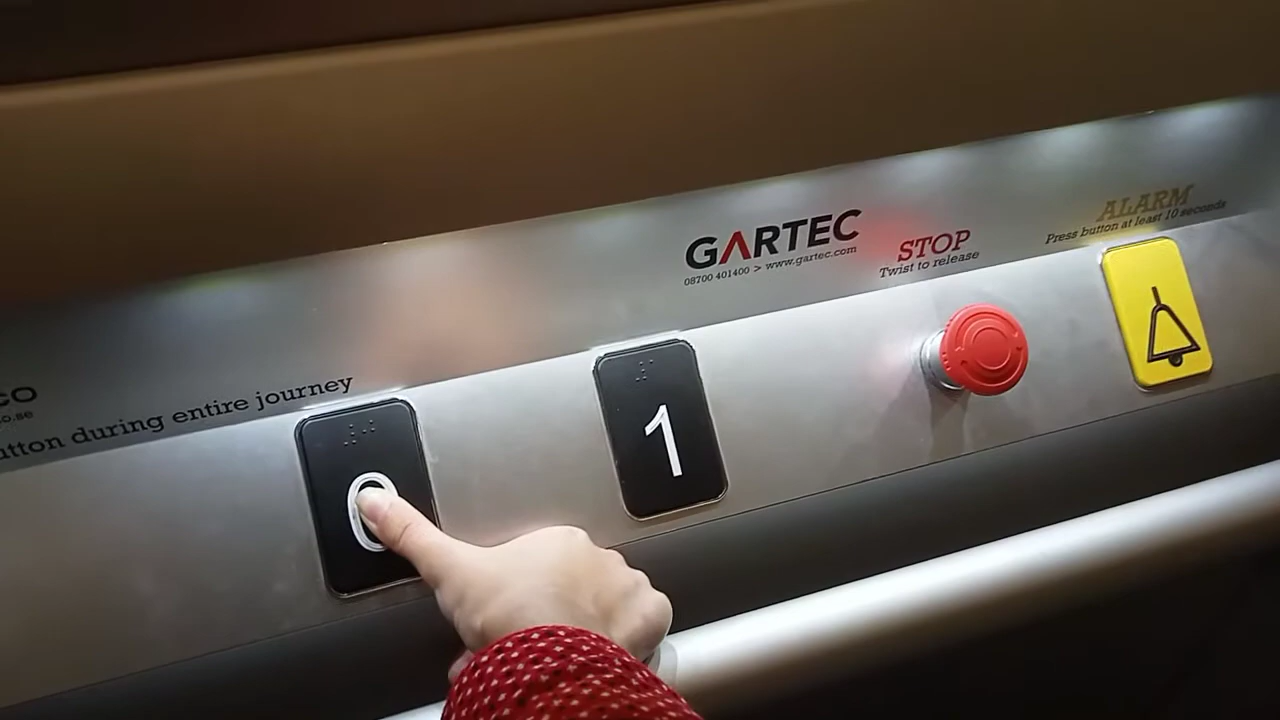 GARTEC
08700 401400 > www.gartec.com
STOP
Twist to release
ALARM
Press button at least 10 seconds
during entire journey
0
1